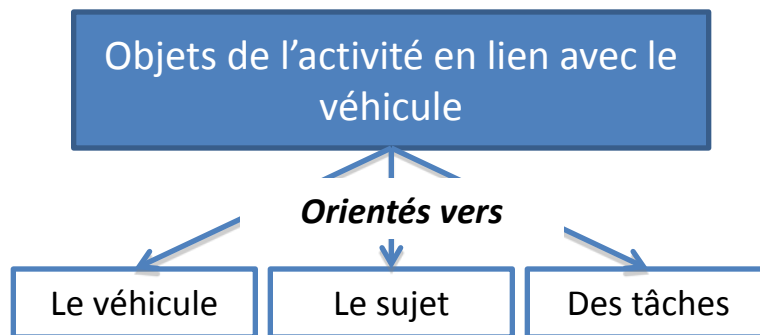 Objets de l’activité en lien avec le
véhicule
Orientés vers
Le véhicule
Le sujet
Des tâches